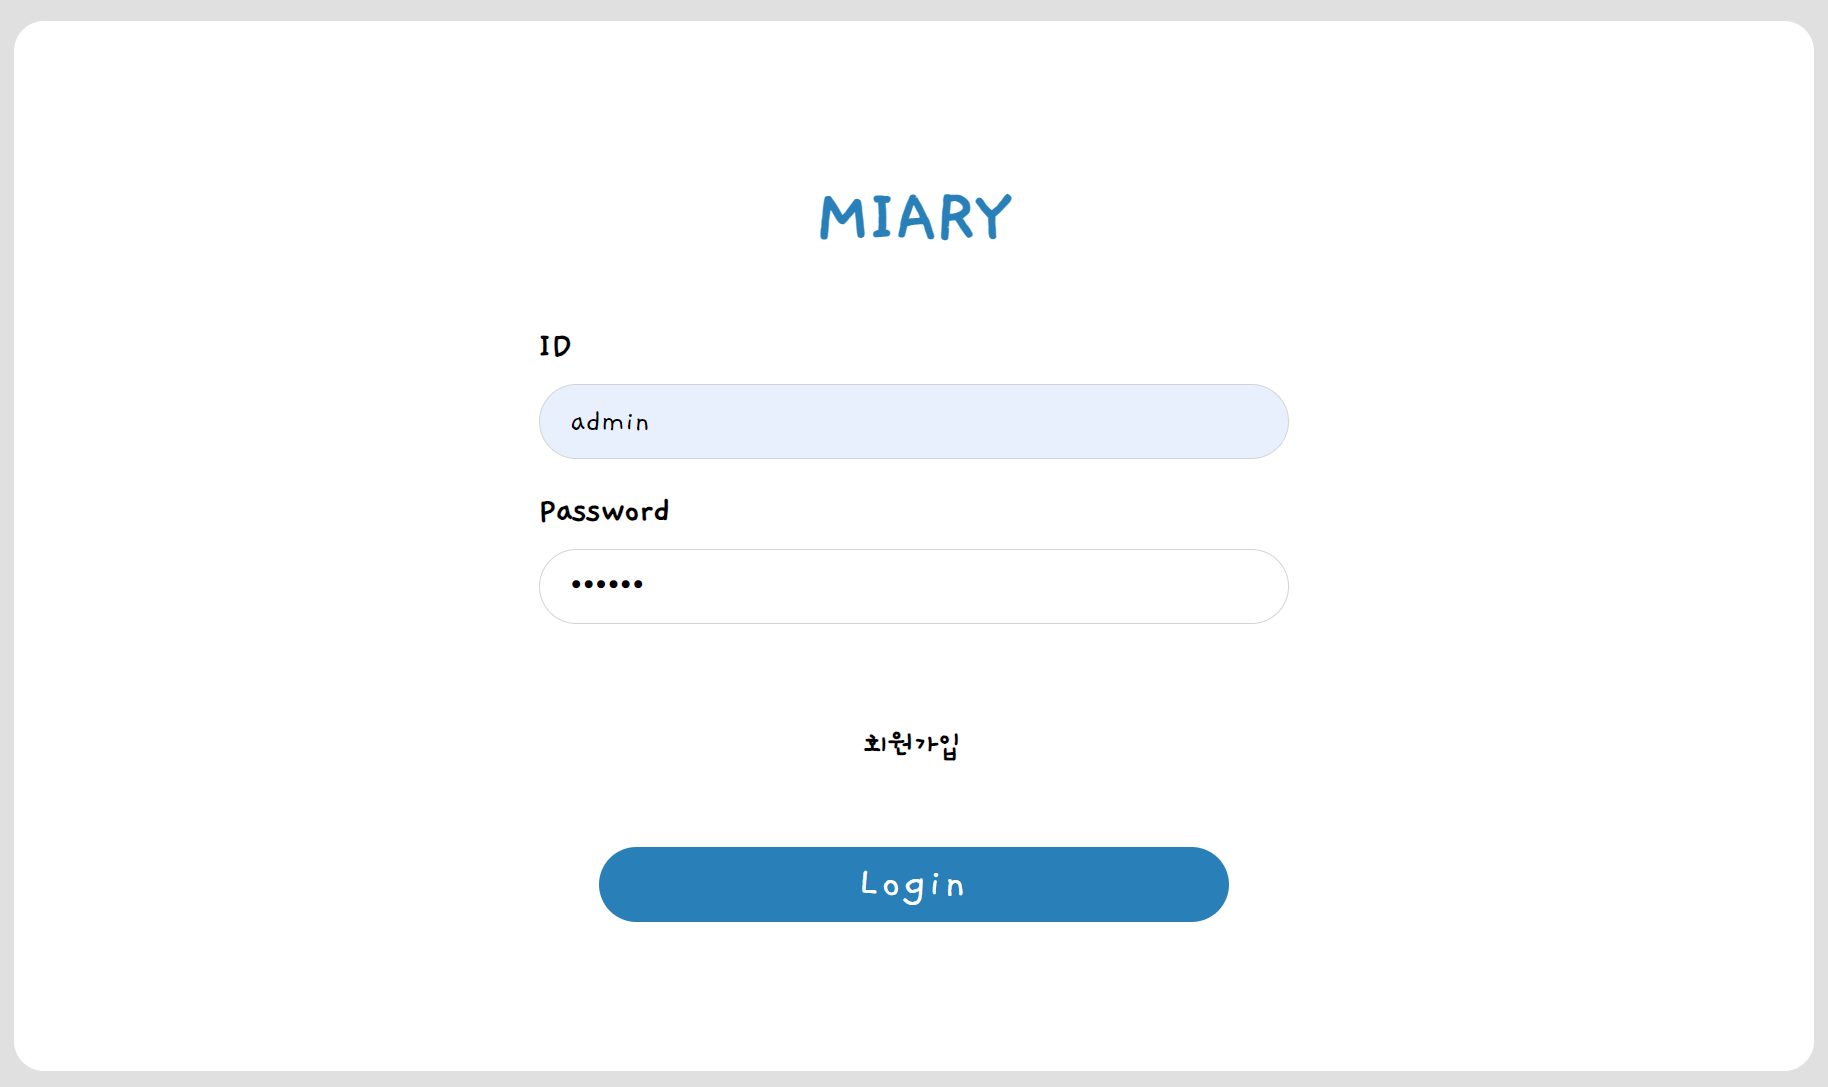 MIARY
ID
admin
Password
••••••
회원가입
Login